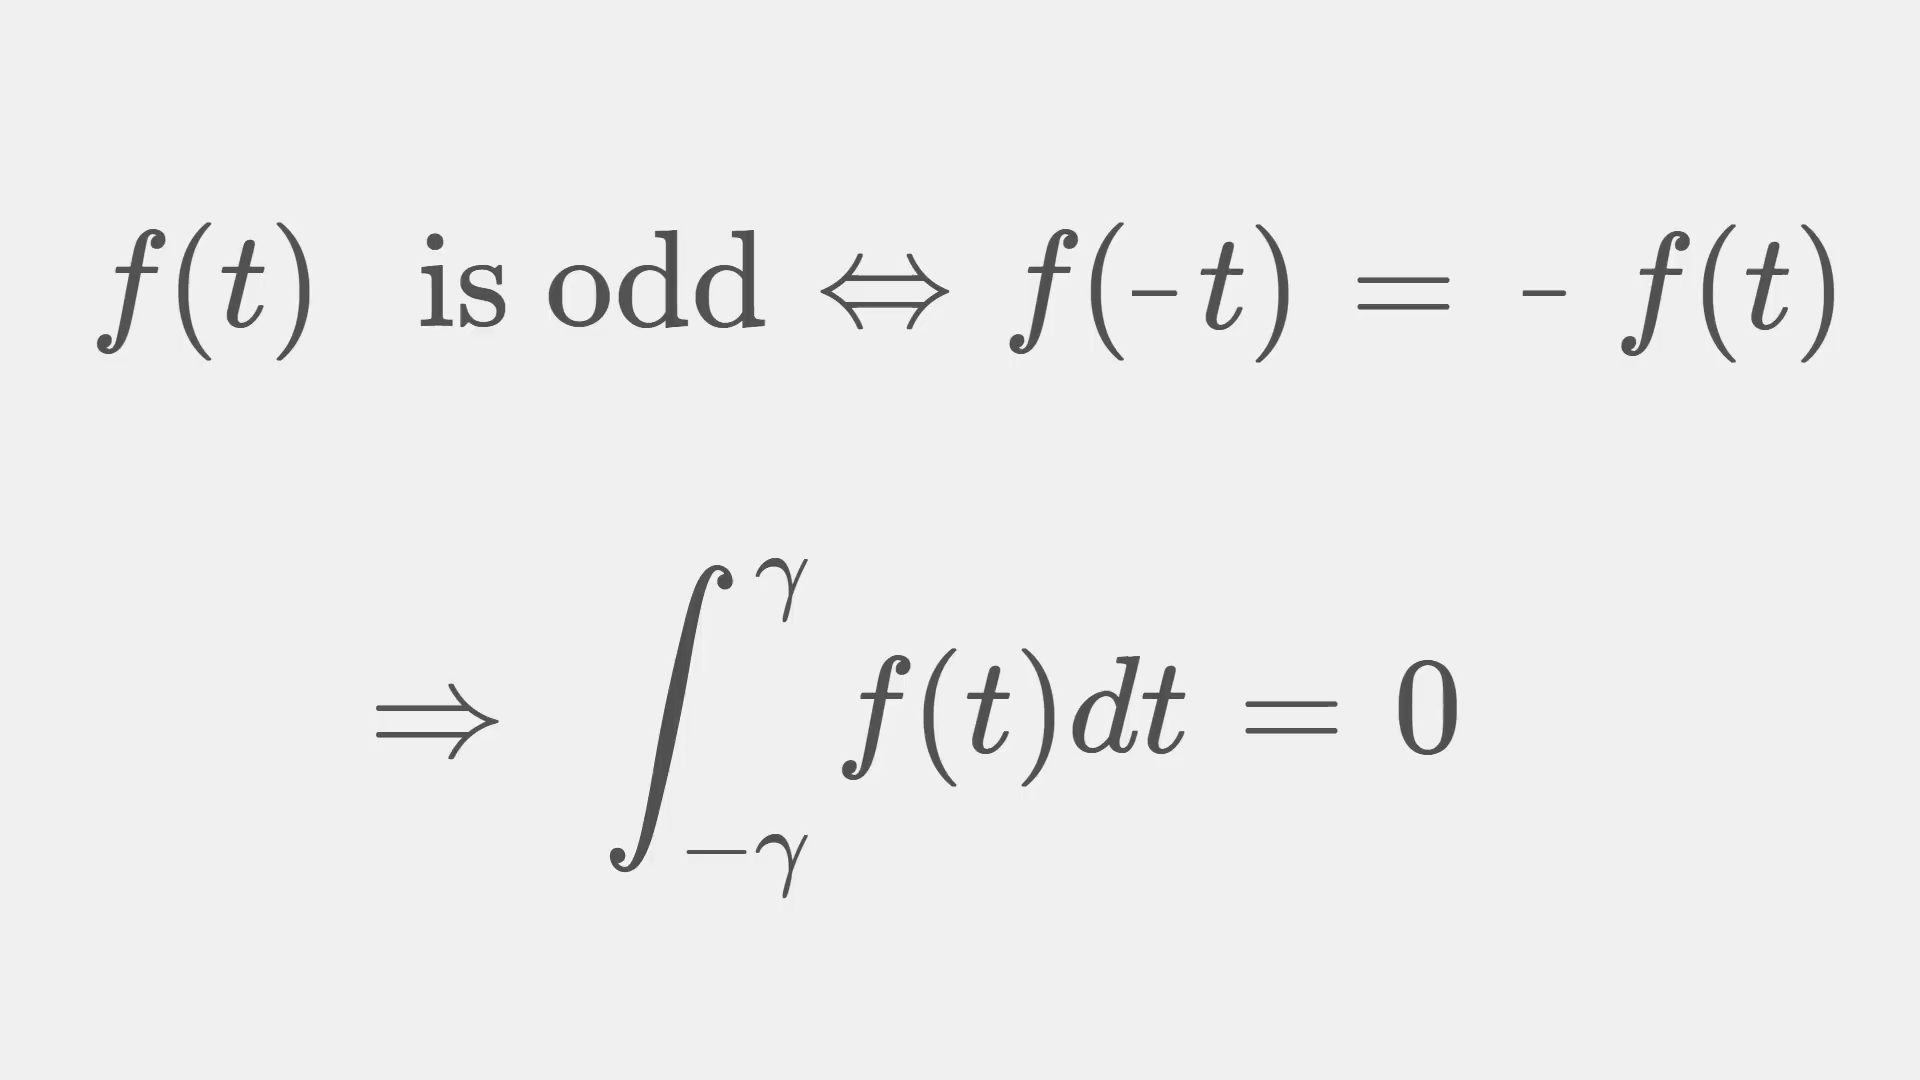 f(t) is odd ⇔ f(-t) = - f(t)
⇒ ∫_{-γ}^{γ} f(t)dt = 0